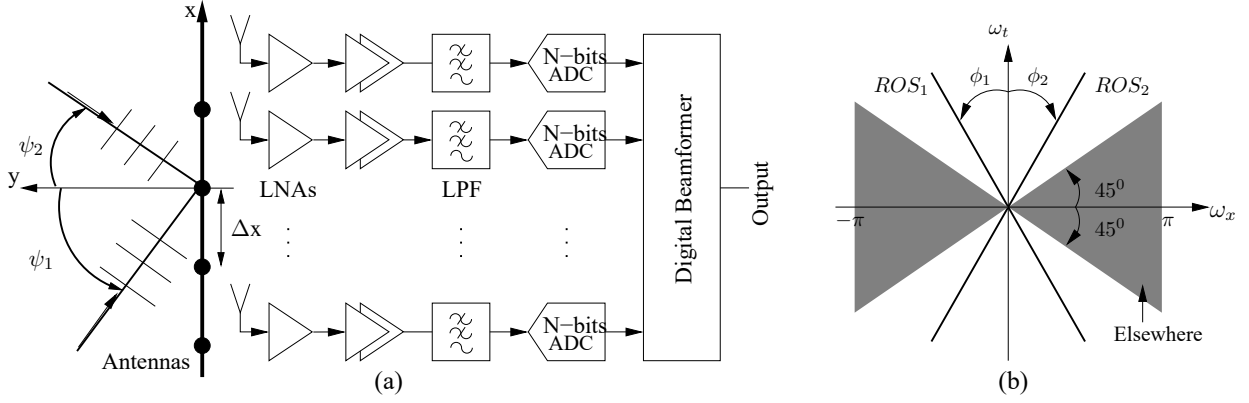 x
ψ2
y
ψ1
Δx
Antennas
LNAs
LPF
N−bits
ADC
N−bits
ADC
N−bits
ADC
Digital Beamformer
Output
(a)
ωt
ROS1
ϕ1
ϕ2
ROS2
45⁰
45⁰
−π
π
ωx
Elsewhere
(b)